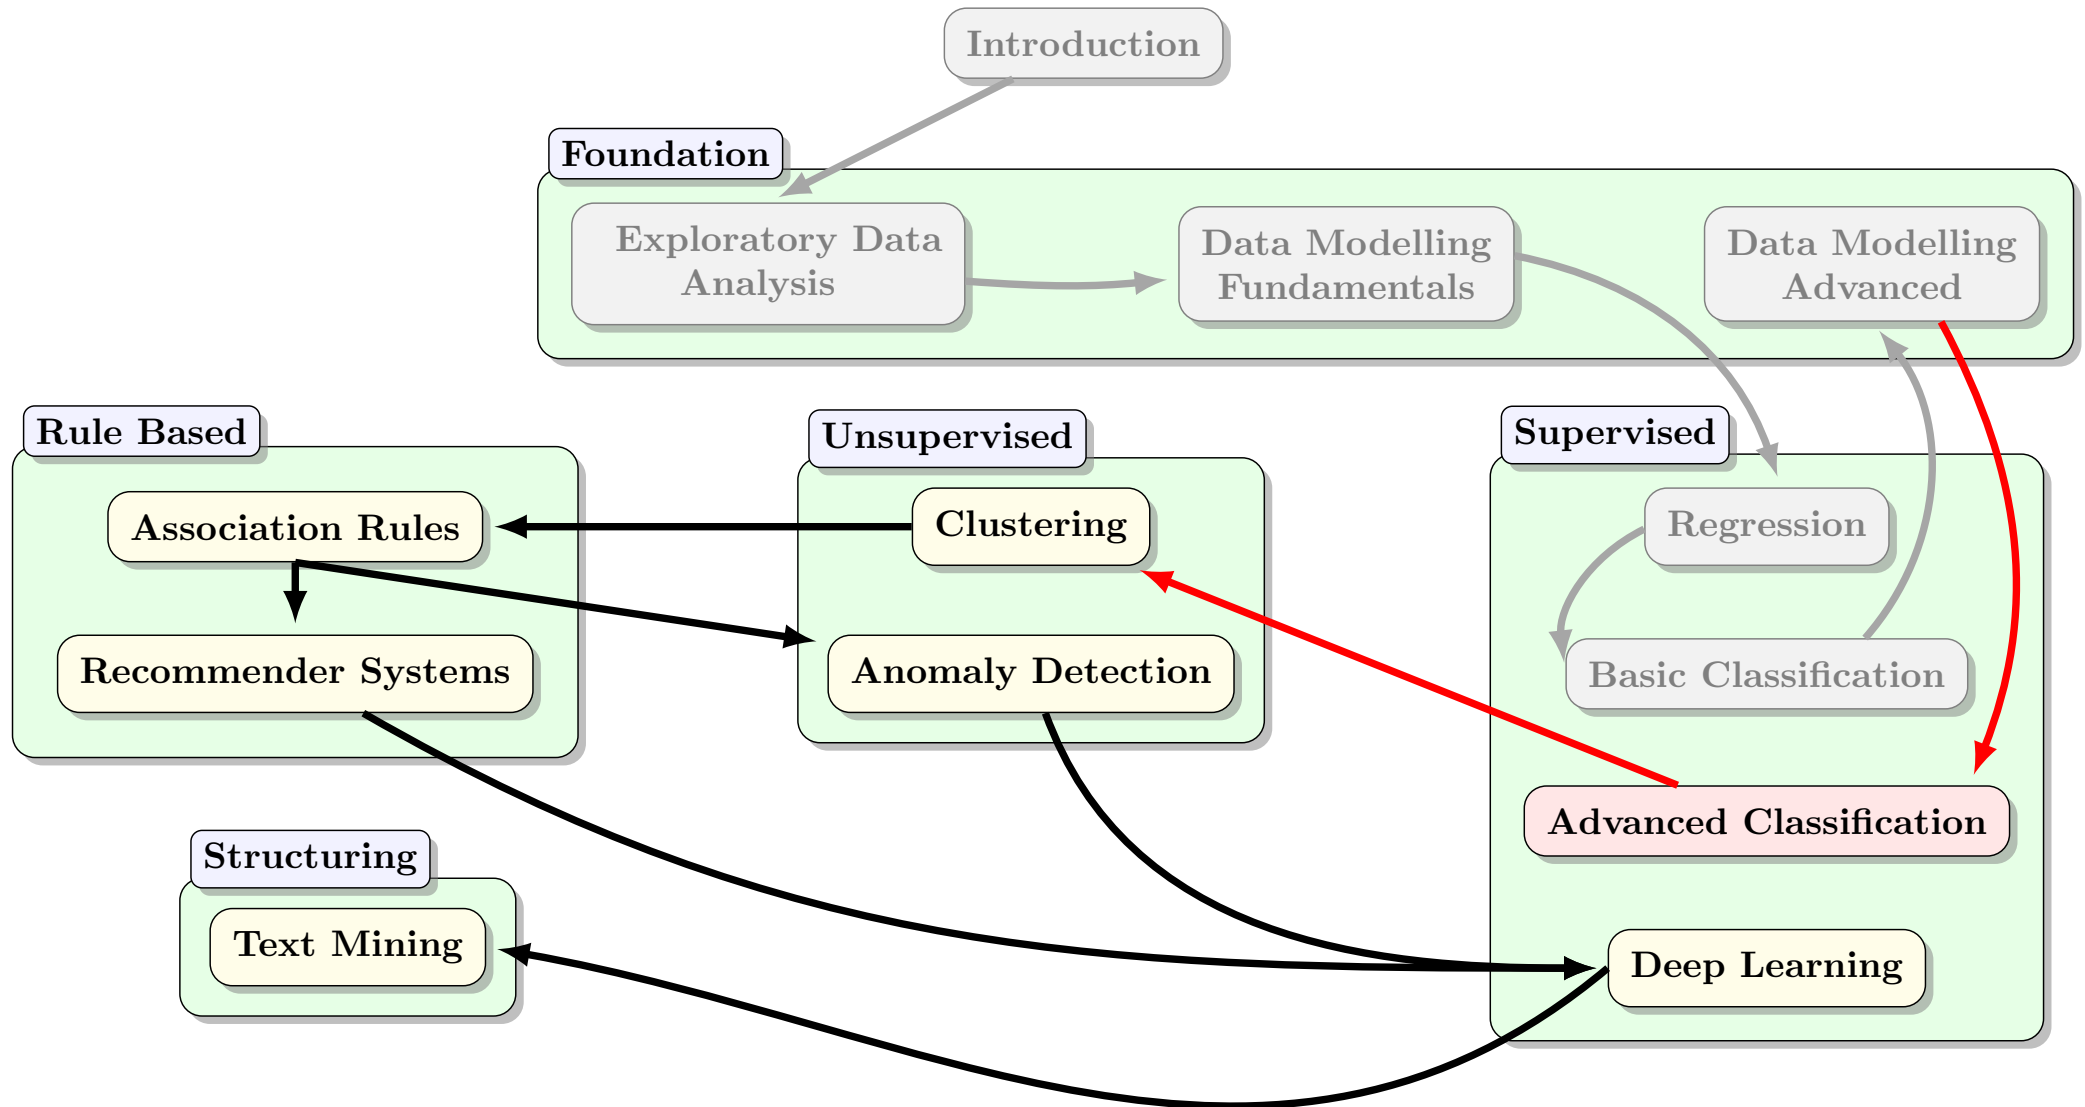 Introduction
Foundation
Exploratory Data
Analysis
Data Modelling
Fundamentals
Data Modelling
Advanced
Rule Based
Association Rules
Recommender Systems
Unsupervised
Clustering
Anomaly Detection
Supervised
Regression
Basic Classification
Advanced Classification
Deep Learning
Structuring
Text Mining